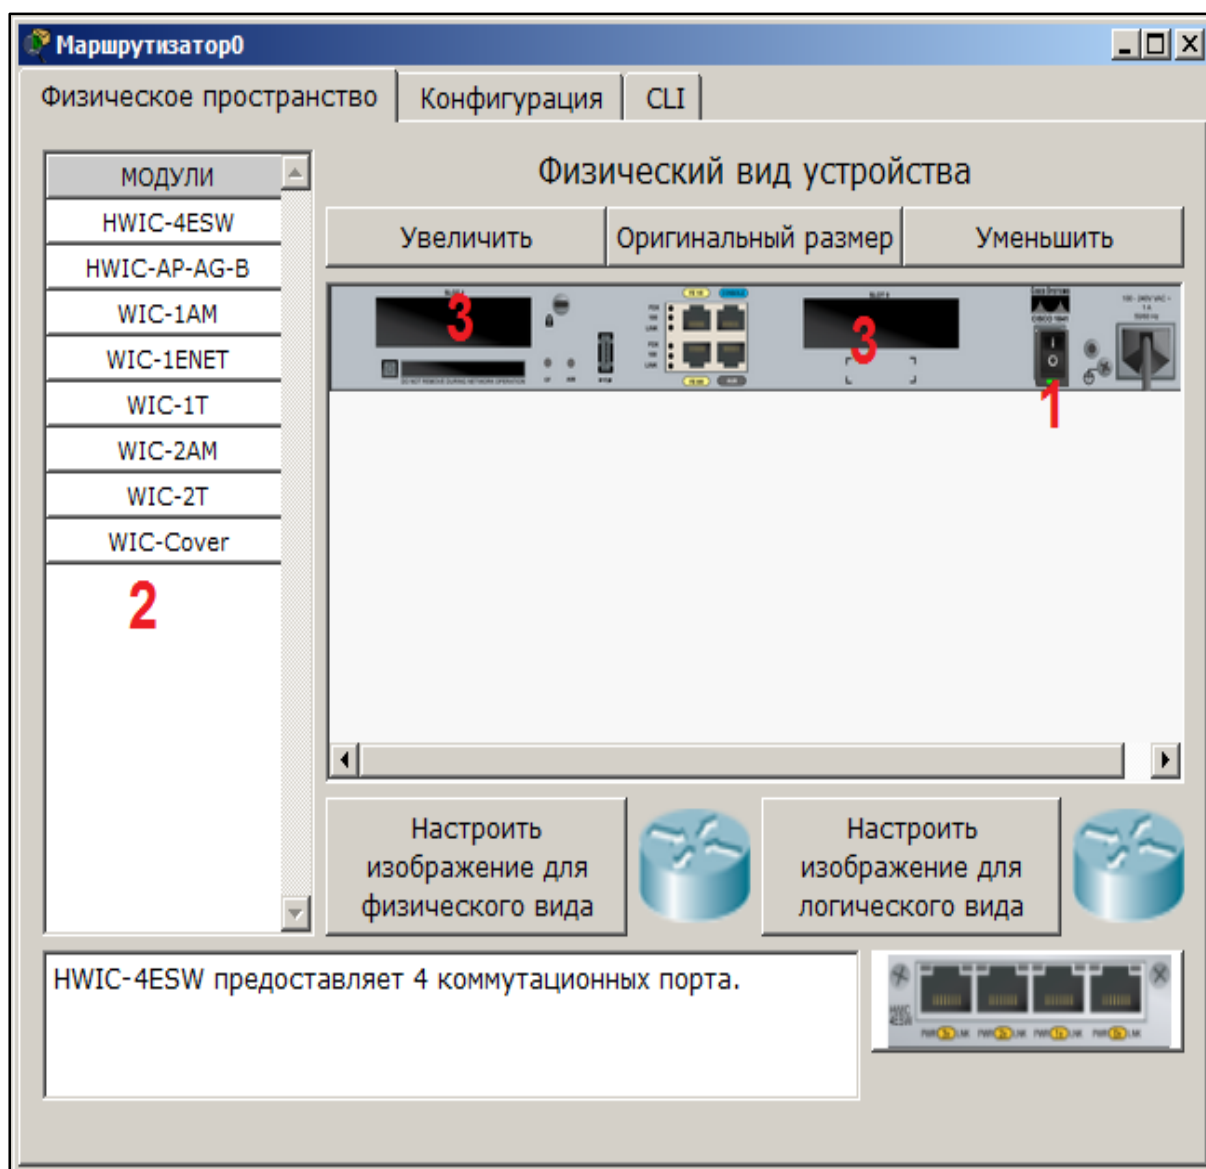 Маршрутизатор0
Физическое пространство
Конфигурация
CLI
МОДУЛИ
HWIC-4ESW
HWIC-AP-AG-B
WIC-1AM
WIC-1ENET
WIC-1T
WIC-2AM
WIC-2T
WIC-Cover
2
Физический вид устройства
Увеличить
Оригинальный размер
Уменьшить
3
3
1
Настроить
изображение для
физического вида
Настроить
изображение для
логического вида
HWIC-4ESW предоставляет 4 коммутационных порта.